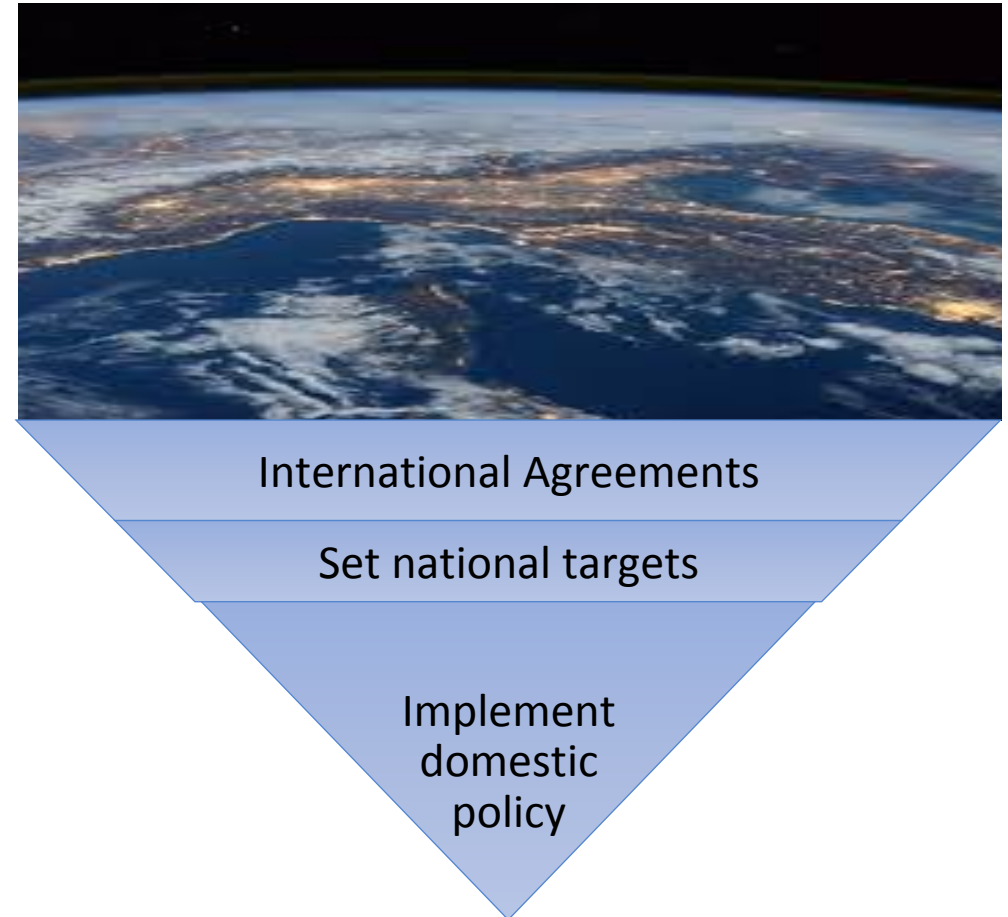 International Agreements
Set national targets
Implement
domestic
policy